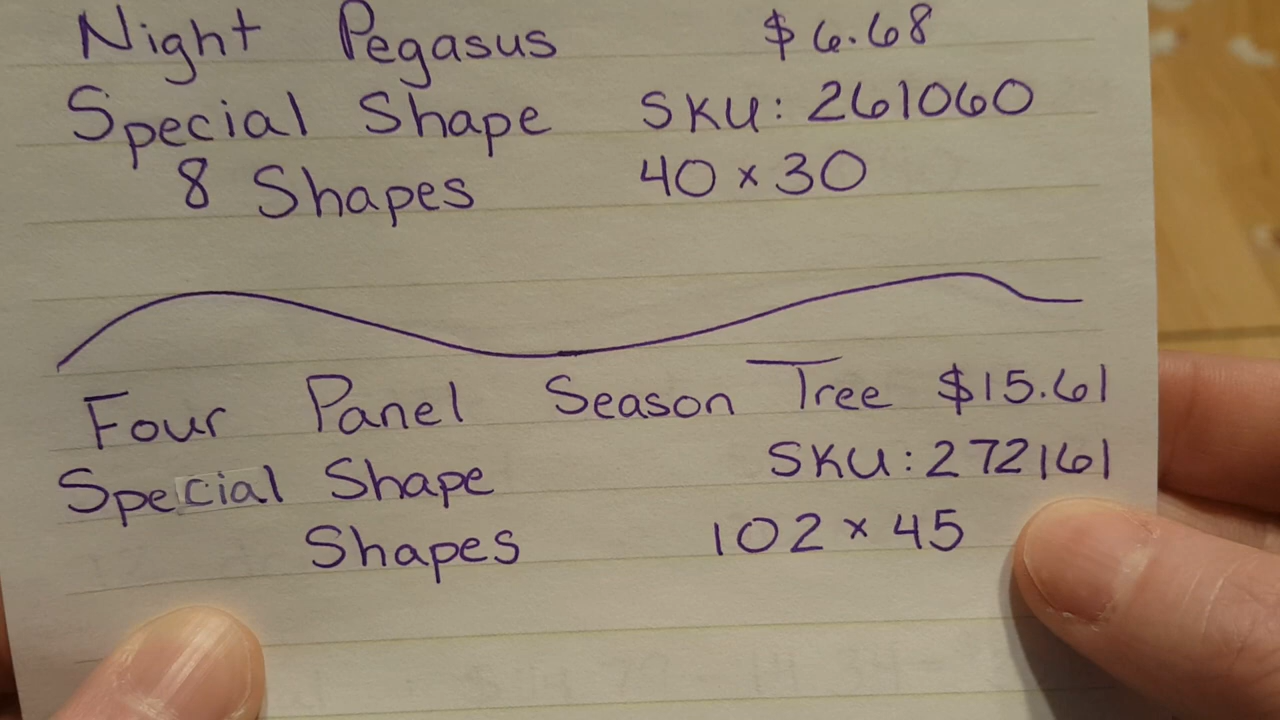 Night Pegasus $6.68
Special Shape SKU: 261060
8 Shapes 40 x 30
Four Panel Season Tree $15.61
Special Shape SKU: 272161
Shapes 102 x 45